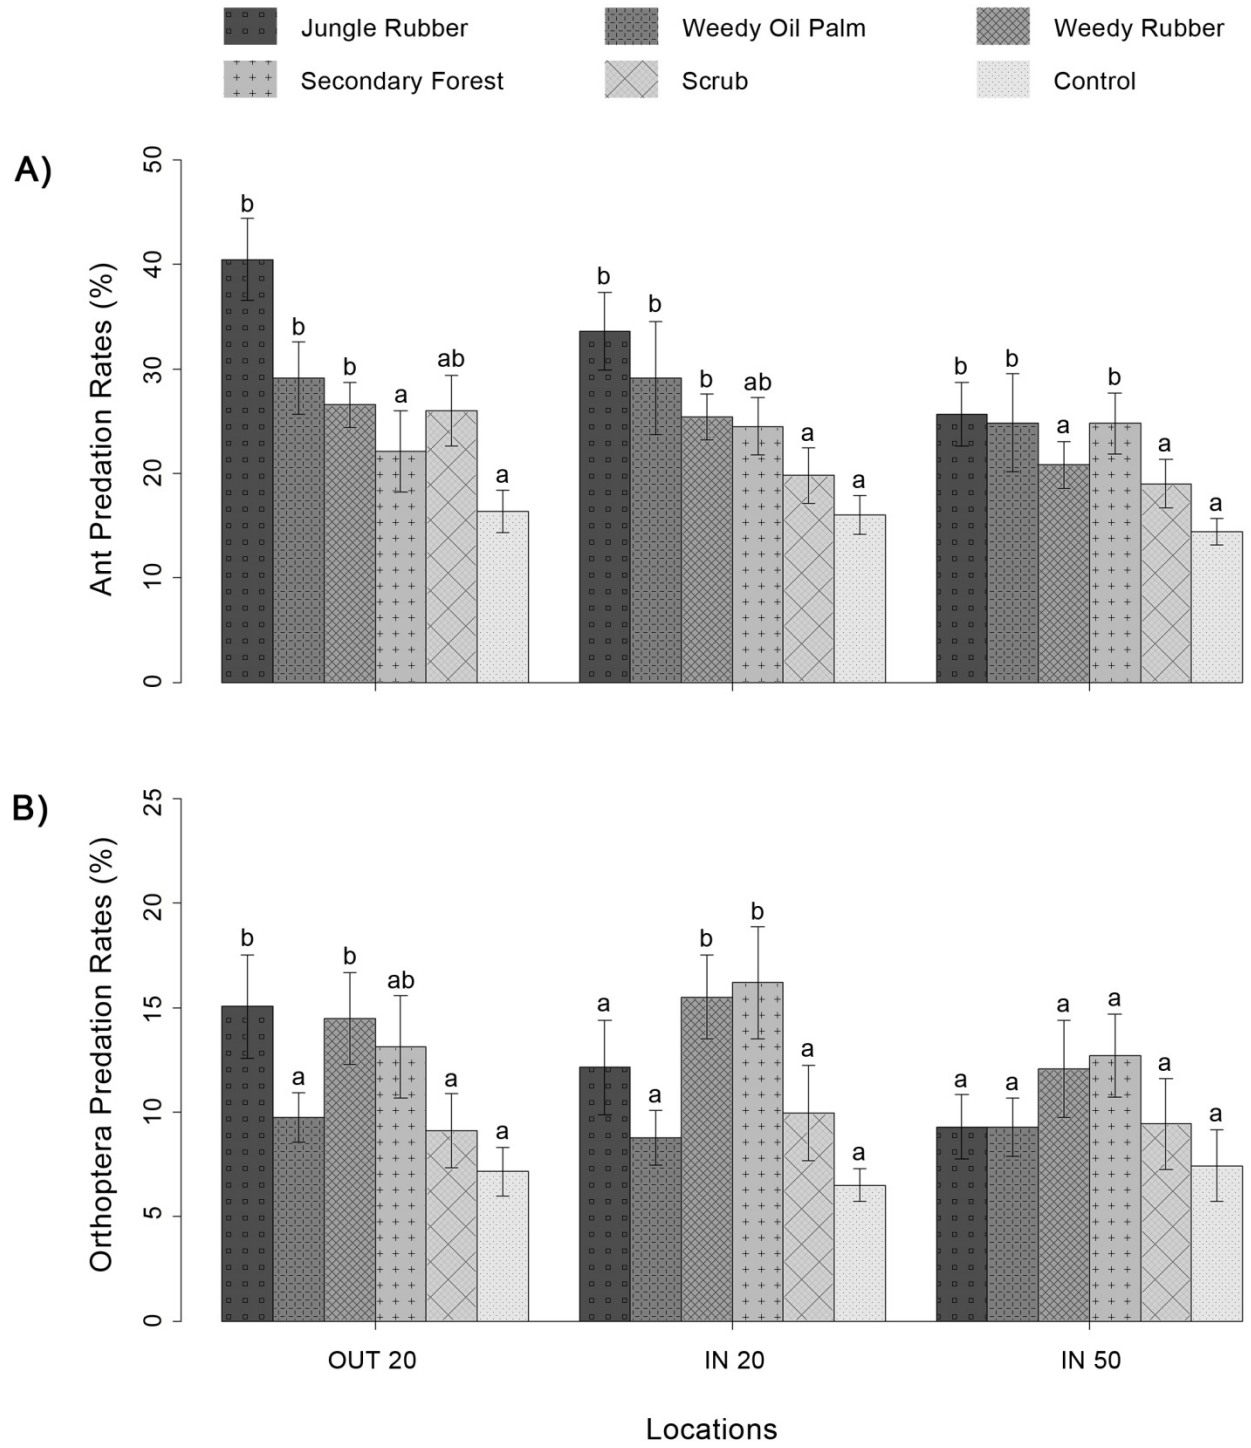 Jungle Rubber Weedy Oil Palm Weedy Rubber
Secondary Forest Scrub Control
A)
Ant Predation Rates (%)
50
40
30
20
10
0
b b b a ab a
b b b ab a a
b b a b a a
B)
Orthoptera Predation Rates (%)
25
20
15
10
5
0
b a b ab a a
a a b b a a
a a a a a a
OUT 20 IN 20 IN 50
Locations